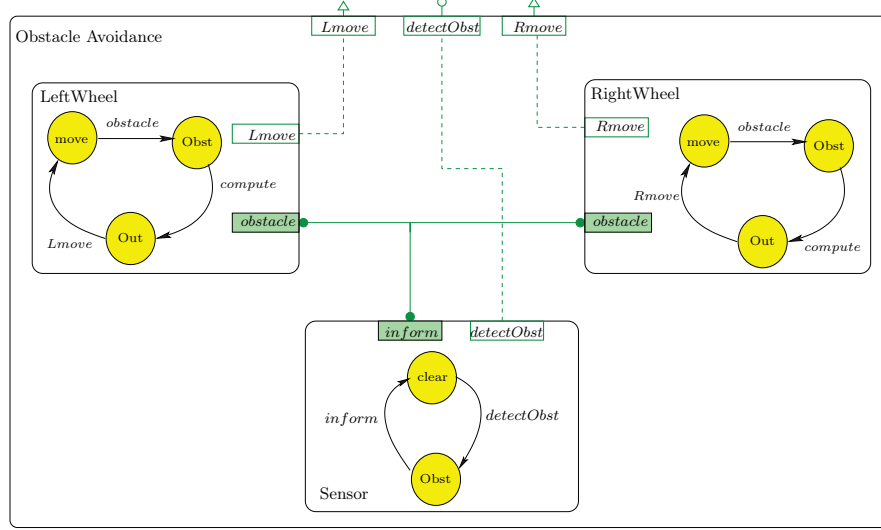 Lmove
detectObst
Rmove
Obstacle Avoidance
LeftWheel
move
obstacle
Obst
compute
Out
Lmove
Lmove
obstacle
RightWheel
Rmove
obstacle
move
obstacle
Obst
Rmove
Out
compute
inform
detectObst
clear
inform
detectObst
Obst
Sensor